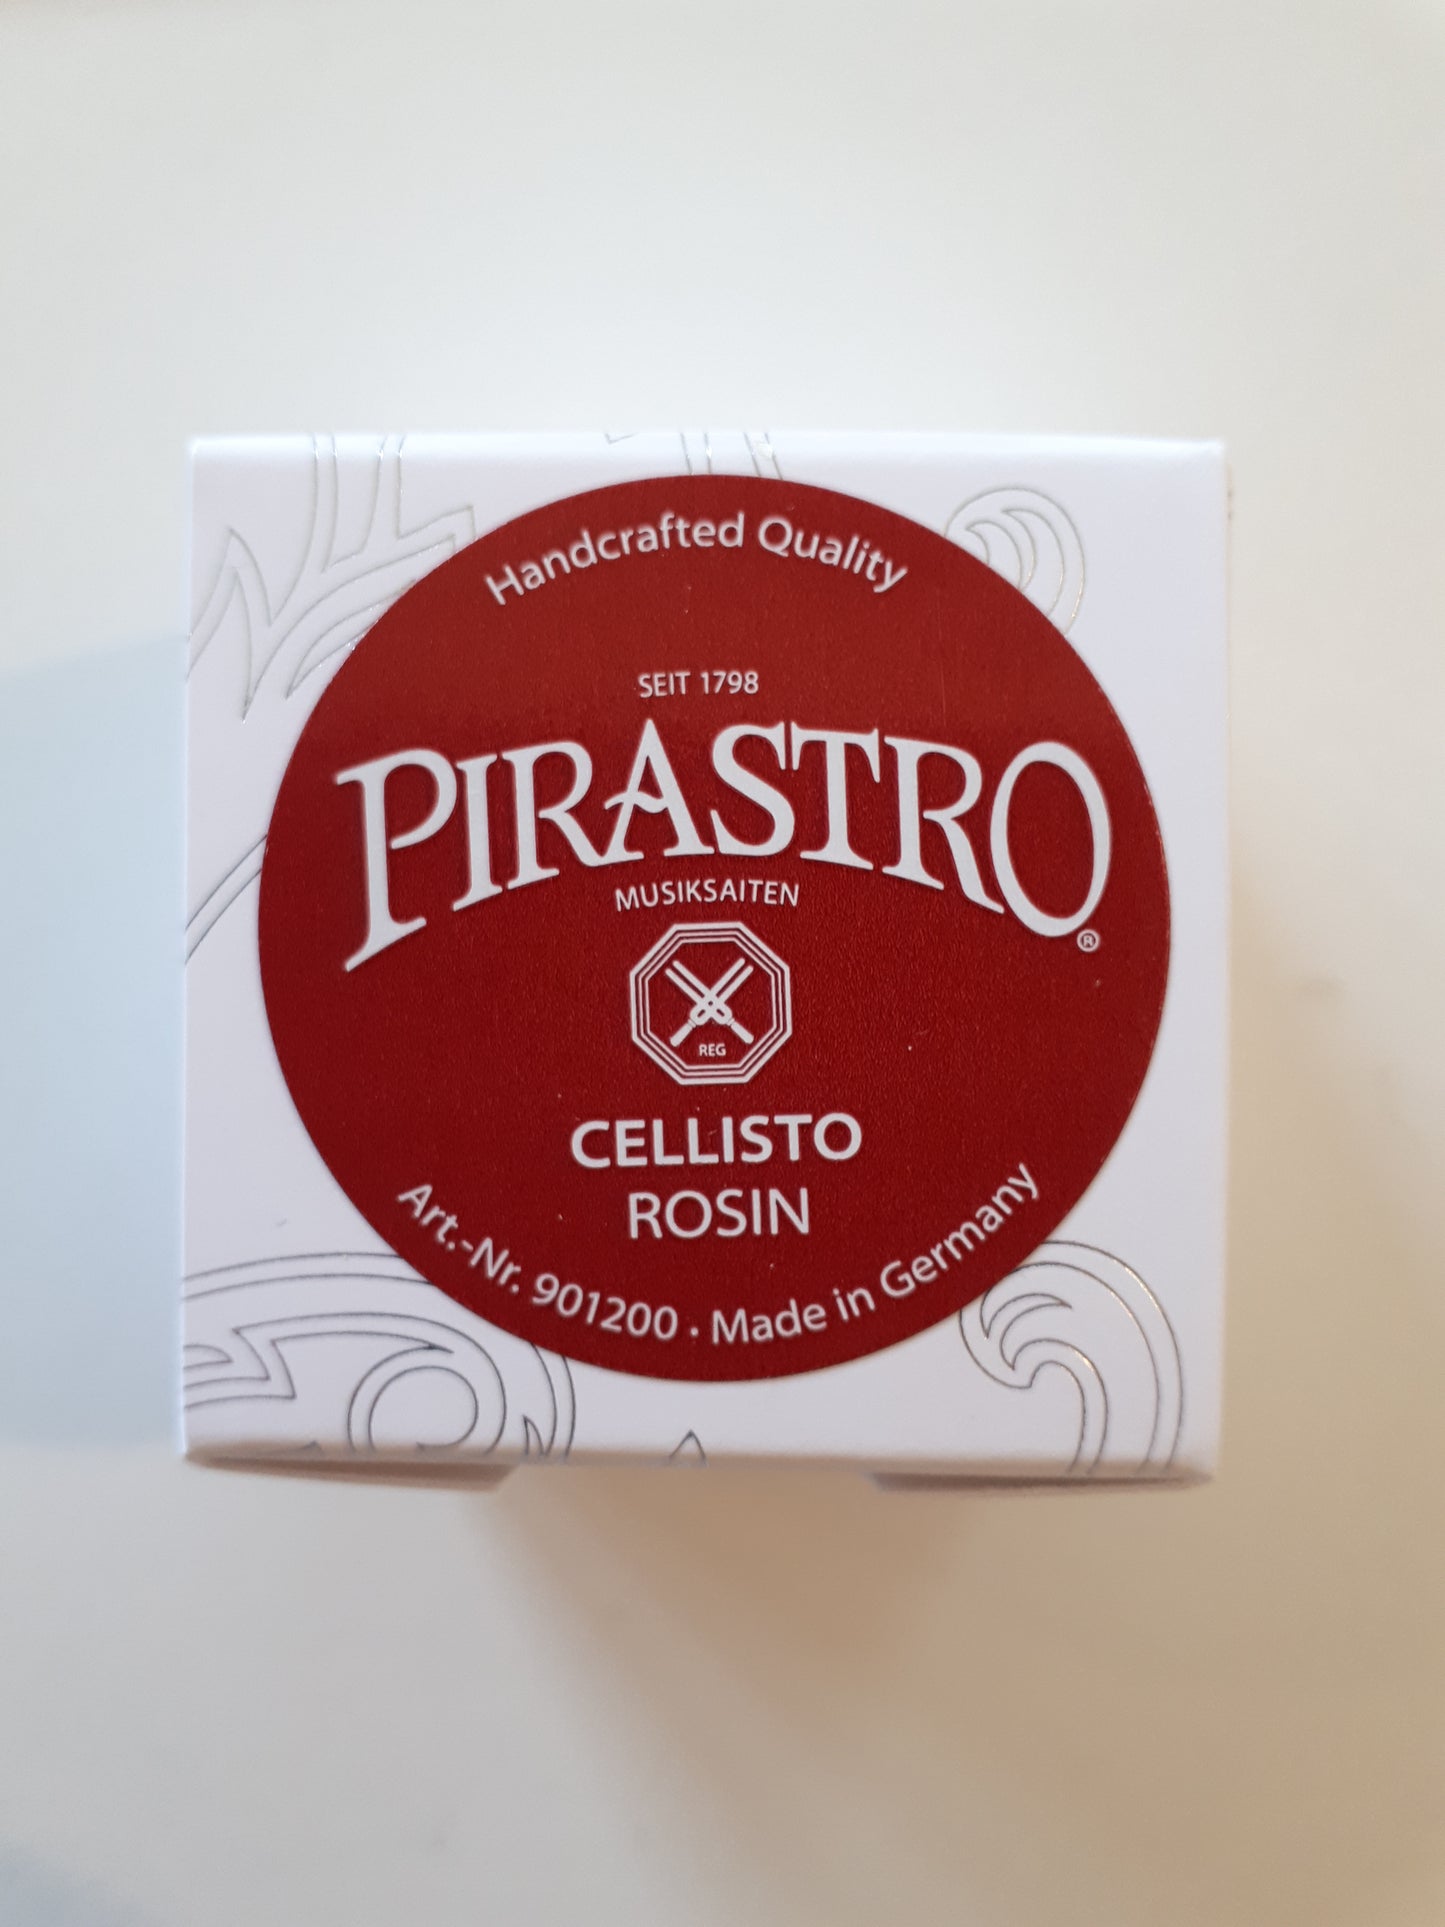 Handcrafted Quality
SEIT 1798
PIRASTRO®
MUSIKSAITEN
REG
CELLISTO
ROSIN
Art.-Nr. 901200 · Made in Germany